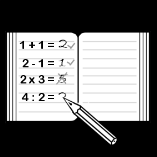 1 + 1 = 2 ✓
2 - 1 = 1 ✓
2 x 3 =
4 : 2 = 2